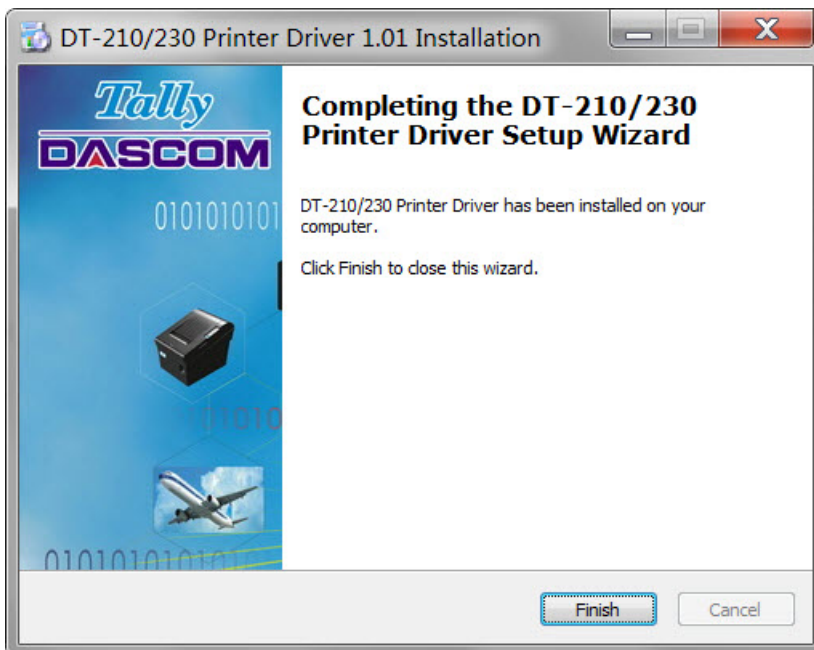 DT-210/230 Printer Driver 1.01 Installation
Tally
DASCOM
Completing the DT-210/230
Printer Driver Setup Wizard
0101010101
DT-210/230 Printer Driver has been installed on your
computer.
Click Finish to close this wizard.
01010
Finish
Cancel